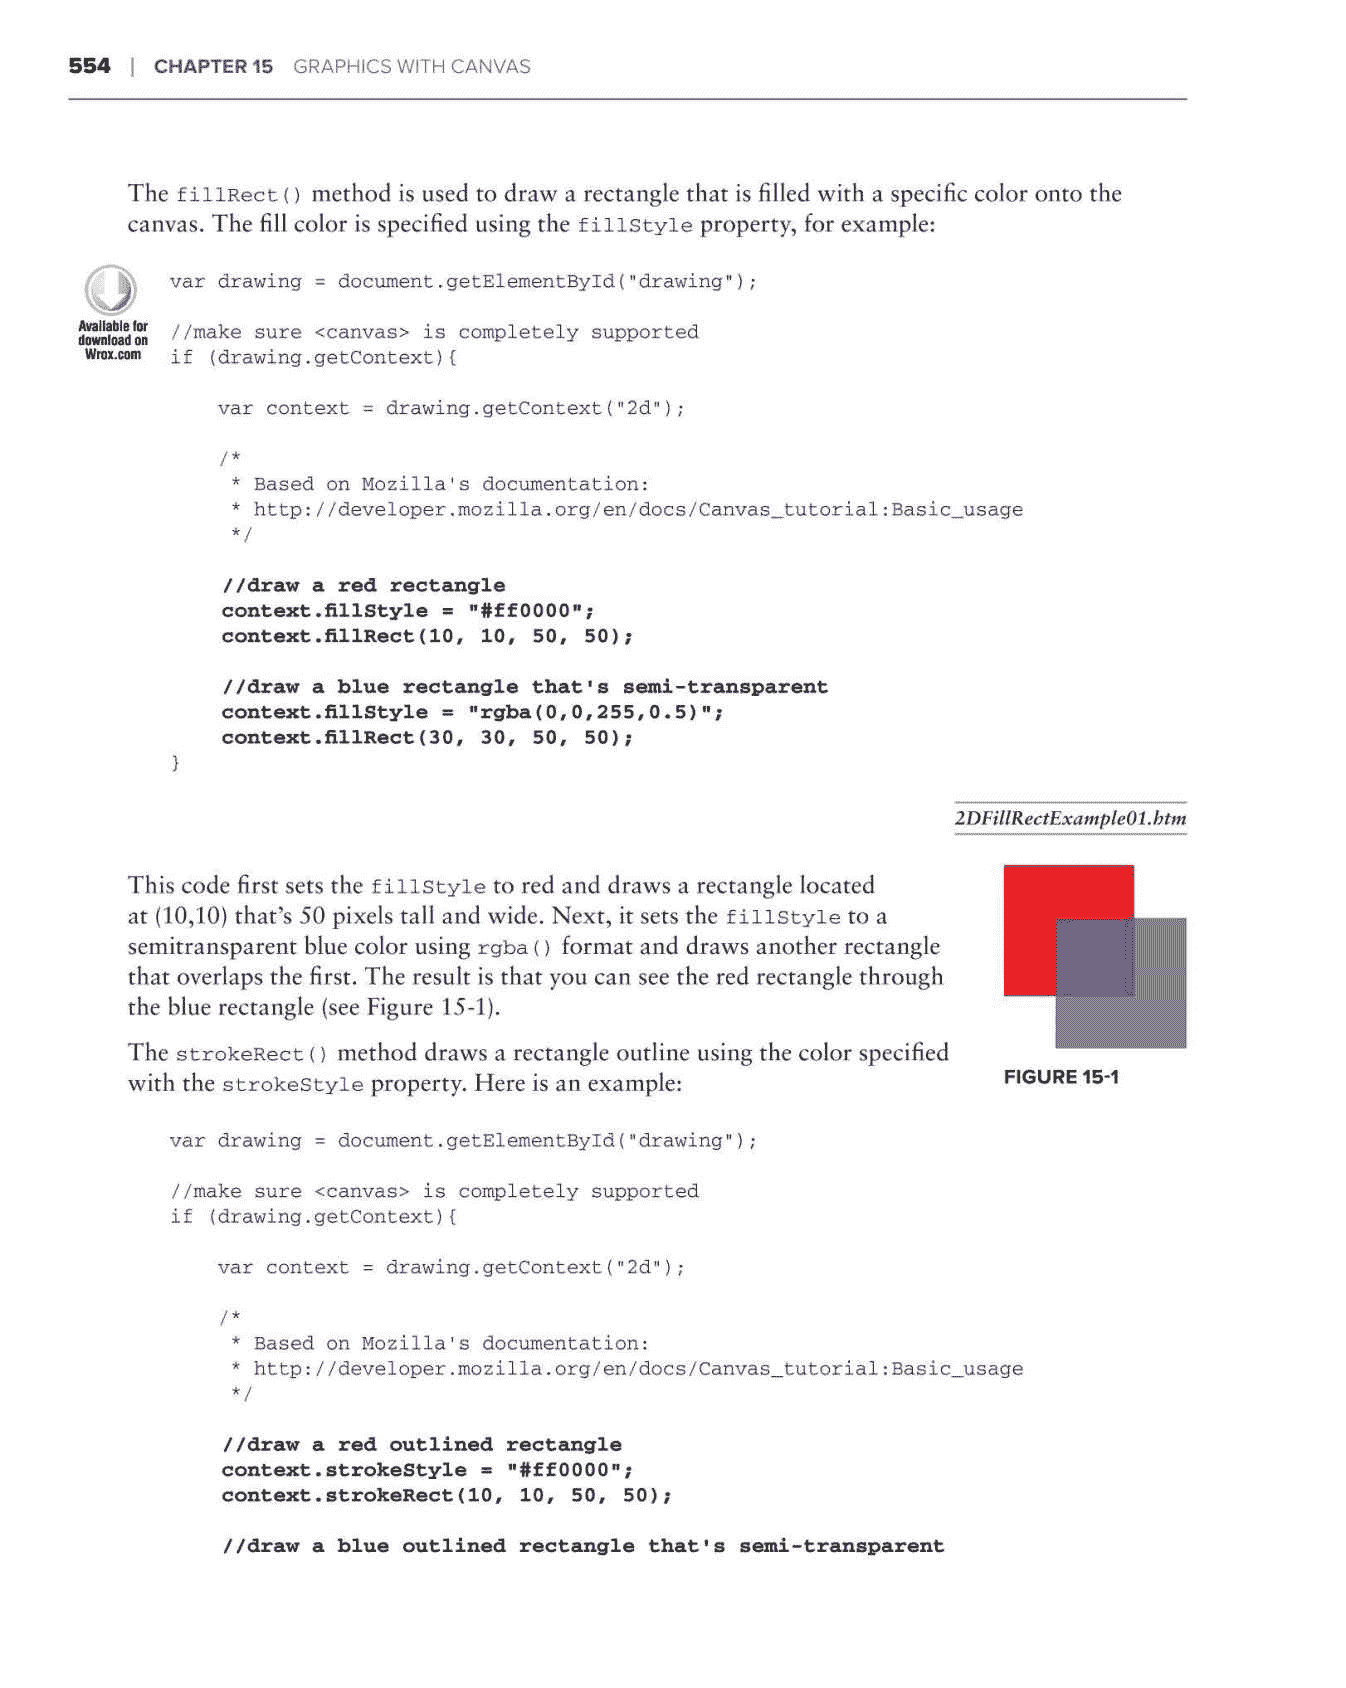 554 | CHAPTER 15 GRAPHICS WITH CANVAS
The fillRect() method is used to draw a rectangle that is filled with a specific color onto the
canvas. The fill color is specified using the fillStyle property, for example:
var drawing = document.getElementById("drawing");
Available for
download on
Wrox.com
//make sure <canvas> is completely supported
if (drawing.getContext){
var context = drawing.getContext("2d");
/*
* Based on Mozilla's documentation:
* http://developer.mozilla.org/en/docs/Canvas_tutorial:Basic_usage
*/
//draw a red rectangle
context.fillStyle = "#ff0000";
context.fillRect(10, 10, 50, 50);
//draw a blue rectangle that's semi-transparent
context.fillStyle = "rgba(0,0,255,0.5)";
context.fillRect(30, 30, 50, 50);
}
2DFillRectExample01.htm
This code first sets the fillStyle to red and draws a rectangle located
at (10,10) that's 50 pixels tall and wide. Next, it sets the fillStyle to a
semitransparent blue color using rgba() format and draws another rectangle
that overlaps the first. The result is that you can see the red rectangle through
the blue rectangle (see Figure 15-1).
The strokeRect() method draws a rectangle outline using the color specified
with the strokeStyle property. Here is an example:
FIGURE 15-1
var drawing = document.getElementById("drawing");
//make sure <canvas> is completely supported
if (drawing.getContext){
var context = drawing.getContext("2d");
/*
* Based on Mozilla's documentation:
* http://developer.mozilla.org/en/docs/Canvas_tutorial:Basic_usage
*/
//draw a red outlined rectangle
context.strokeStyle = "#ff0000";
context.strokeRect(10, 10, 50, 50);
//draw a blue outlined rectangle that's semi-transparent